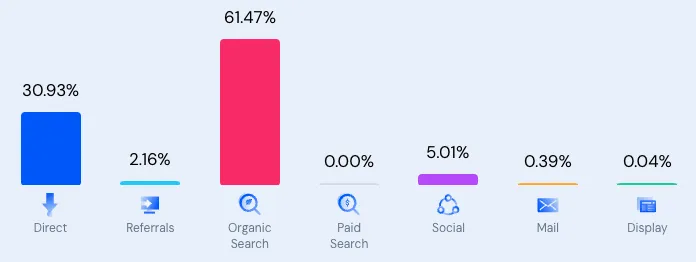 61.47%
30.93%
2.16%
0.00%
5.01%
0.39%
0.04%
Direct
Referrals
Organic
Search
Paid
Search
Social
Mail
Display